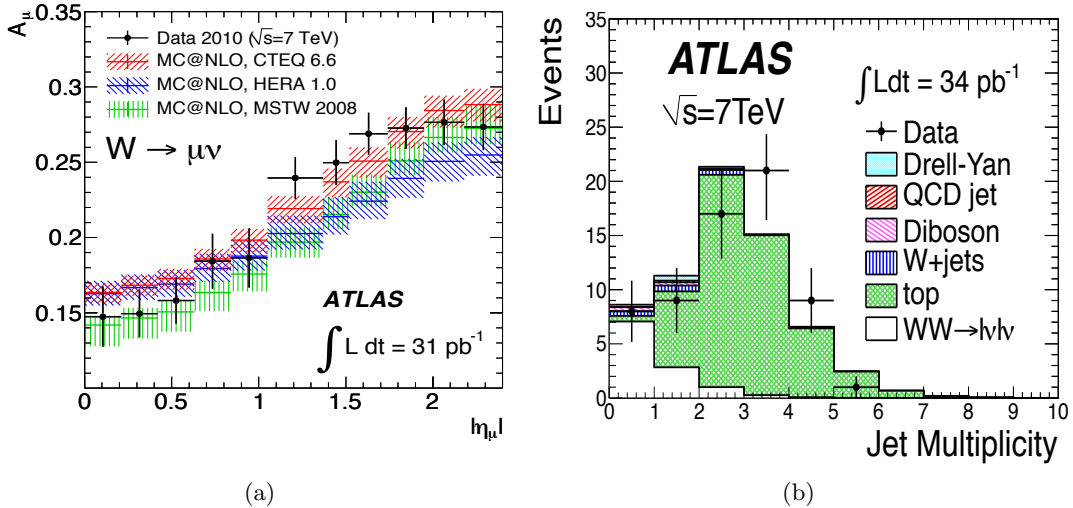 A_μ
0.35
0.3
0.25
0.2
0.15
0.1
Data 2010 (√s=7 TeV)
MC@NLO, CTEQ 6.6
MC@NLO, HERA 1.0
MC@NLO, MSTW 2008
W → μν
ATLAS
∫ L dt = 31 pb⁻¹
0 0.5 1 1.5 2
|η_μ|
(a)
Events
35
30
25
20
15
10
5
0
ATLAS
√s=7TeV
∫Ldt = 34 pb⁻¹
Data
Drell-Yan
QCD jet
Diboson
W+jets
top
WW→lνlν
0 1 2 3 4 5 6 7 8 9 10
Jet Multiplicity
(b)